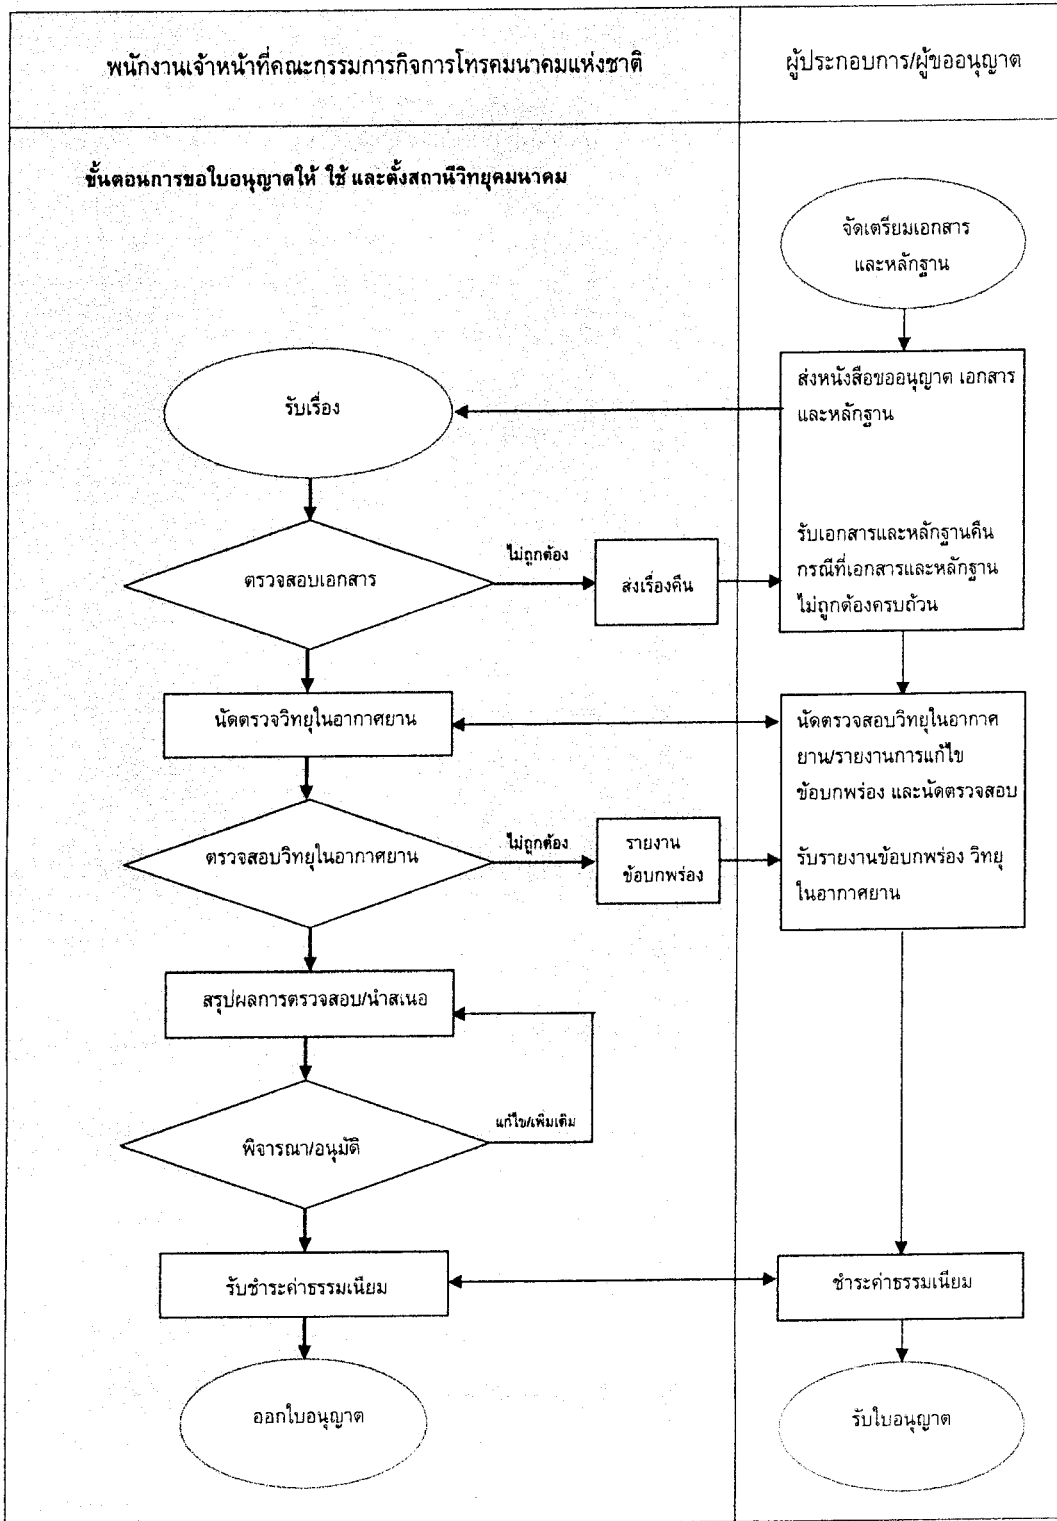 พนักงานเจ้าหน้าที่คณะกรรมการกิจการโทรคมนาคมแห่งชาติ
ผู้ประกอบการ/ผู้ขออนุญาต
ขั้นตอนการขอใบอนุญาตให้ ใช้ และตั้งสถานีวิทยุคมนาคม
จัดเตรียมเอกสาร
และหลักฐาน
ส่งหนังสือขออนุญาต เอกสาร
และหลักฐาน
รับเรื่อง
รับเอกสารและหลักฐานคืน
กรณีที่เอกสารและหลักฐาน
ไม่ถูกต้องครบถ้วน
ตรวจสอบเอกสาร
ไม่ถูกต้อง
ส่งเรื่องคืน
นัดตรวจวิทยุในอากาศยาน
นัดตรวจสอบวิทยุในอากาศ
ยาน/รายงานการแก้ไข
ข้อบกพร่อง และนัดตรวจสอบ
ตรวจสอบวิทยุในอากาศยาน
ไม่ถูกต้อง
รายงาน
ข้อบกพร่อง
รับรายงานข้อบกพร่อง วิทยุ
ในอากาศยาน
สรุปผลการตรวจสอบ/นำสเนอ
พิจารณา/อนุมัติ
แก้ไข/เพิ่มเติม
รับชำระค่าธรรมเนียม
ชำระค่าธรรมเนียม
ออกใบอนุญาต
รับใบอนุญาต